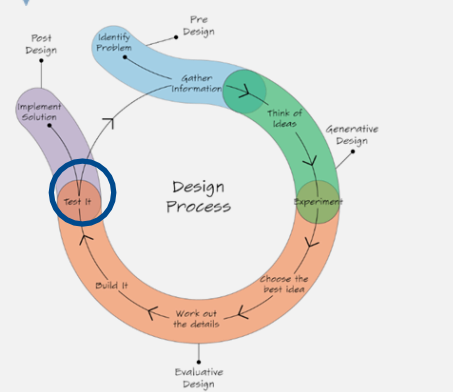 Pre
Design
Identify
Problem
Post
Design
Gather
Information
Implement
Solution
Think of
Ideas
Generative
Design
Design
Process
Test It
Experiment
Choose the
best idea
Build It
Work out
the details
Evaluative
Design